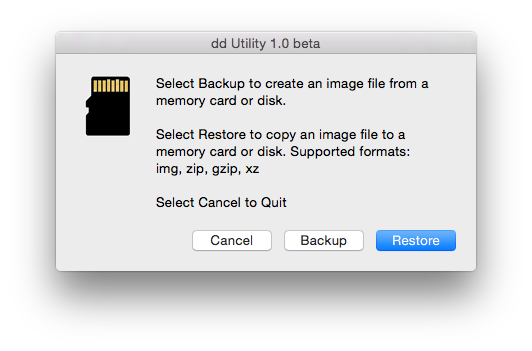 dd Utility 1.0 beta
Select Backup to create an image file from a
memory card or disk.
Select Restore to copy an image file to a
memory card or disk. Supported formats:
img, zip, gzip, xz
Select Cancel to Quit
Cancel
Backup
Restore